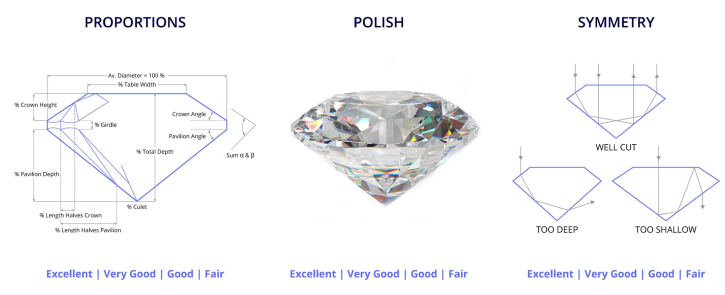 PROPORTIONS
Av. Diameter = 100 %
% Table Width
% Crown Height
Crown Angle
% Girdle
Pavilion Angle
% Total Depth
Sum α & β
% Pavilion Depth
% Culet
% Length Halves Crown
% Length Halves Pavilion
Excellent | Very Good | Good | Fair
POLISH
Excellent | Very Good | Good | Fair
SYMMETRY
WELL CUT
TOO DEEP
TOO SHALLOW
Excellent | Very Good | Good | Fair